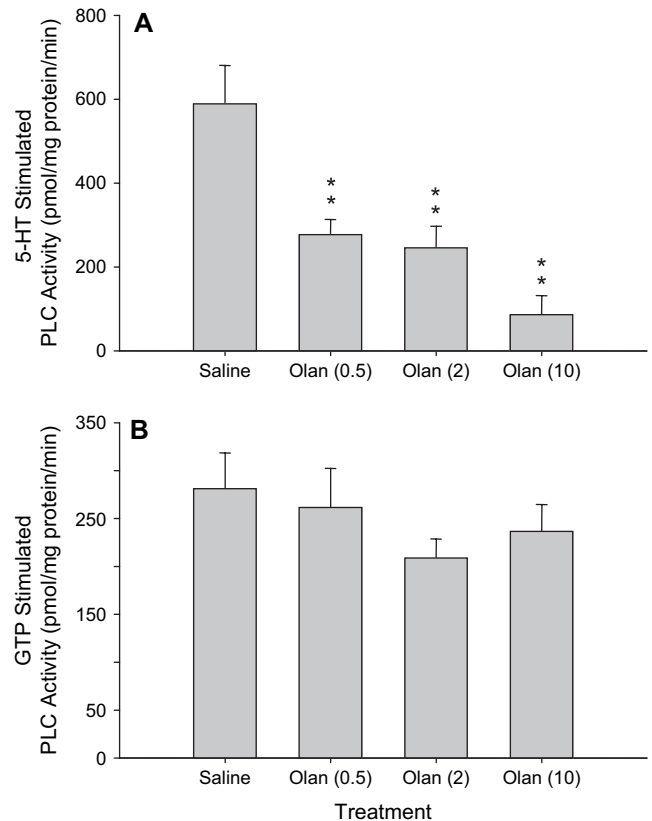 A
800
600
400
200
0
5-HT Stimulated
PLC Activity (pmol/mg protein/min)
*
*
*
*
*
*
Saline Olan (0.5) Olan (2) Olan (10)
B
350
250
150
50
0
GTP Stimulated
PLC Activity (pmol/mg protein/min)
Saline Olan (0.5) Olan (2) Olan (10)
Treatment